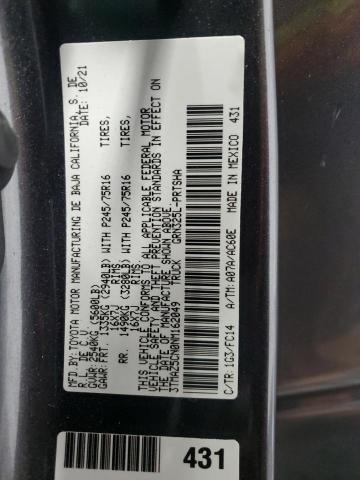 MFD. BY:TOYOTA MOTOR MANUFACTURING DE BAJA CALIFORNIA, S. DE
R. L. DE C.V. 10/21
GVWR: 2540KG (5600LB)
GAWR: FRT. 1335KG (2940LB) WITH P245/75R16 TIRES,
16X7J RIMS
RR. 1490KG (3280LB) WITH P245/75R16 TIRES,
16X7J RIMS
THIS VEHICLE CONFORMS TO ALL APPLICABLE FEDERAL MOTOR
VEHICLE SAFETY AND THEFT PREVENTION STANDARDS IN EFFECT
ON THE DATE OF MANUFACTURE SHOWN ABOVE.
3TMAZ5CN0NM162049 TRUCK GRN325L-PRTSHA
C/TR:1G3/FC14 A/TM:A07A/AC60E MADE IN MEXICO 431
431